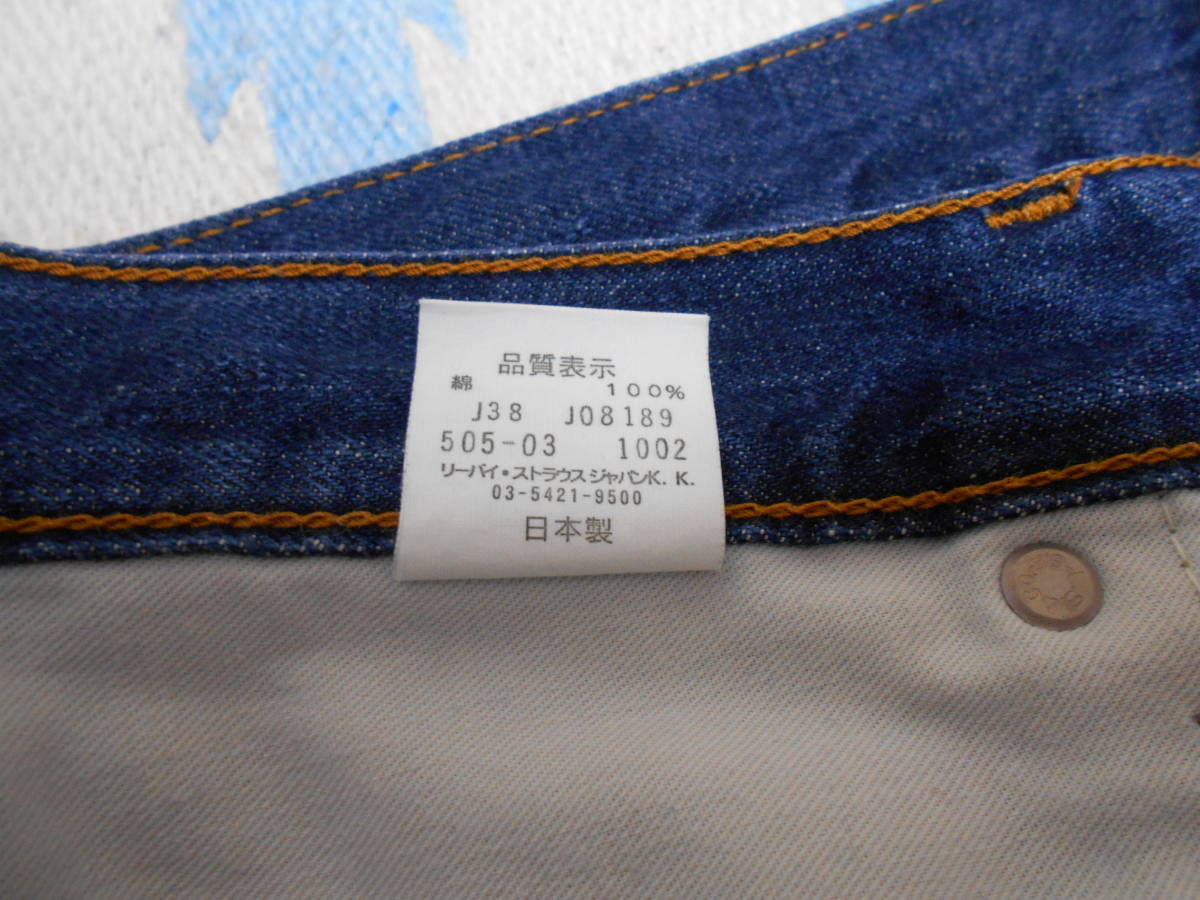 品質表示
綿 100%
J38 J08189
505-03 1002
リーバイ・ストラウスジャパンK.K.
03-5421-9500
日本製